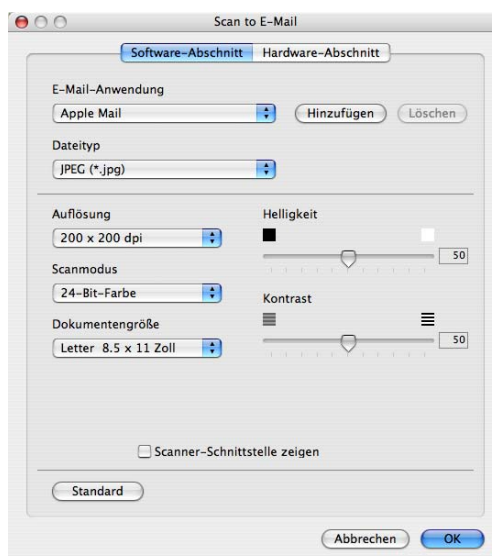 Scan to E-Mail
Software-Abschnitt Hardware-Abschnitt
E-Mail-Anwendung
Apple Mail Hinzufügen Löschen
Dateityp
JPEG (*.jpg)
Auflösung Helligkeit
200 x 200 dpi
50
Scanmodus
24-Bit-Farbe Kontrast
Dokumentengröße
Letter 8.5 x 11 Zoll 50
Scanner-Schnittstelle zeigen
Standard
Abbrechen OK